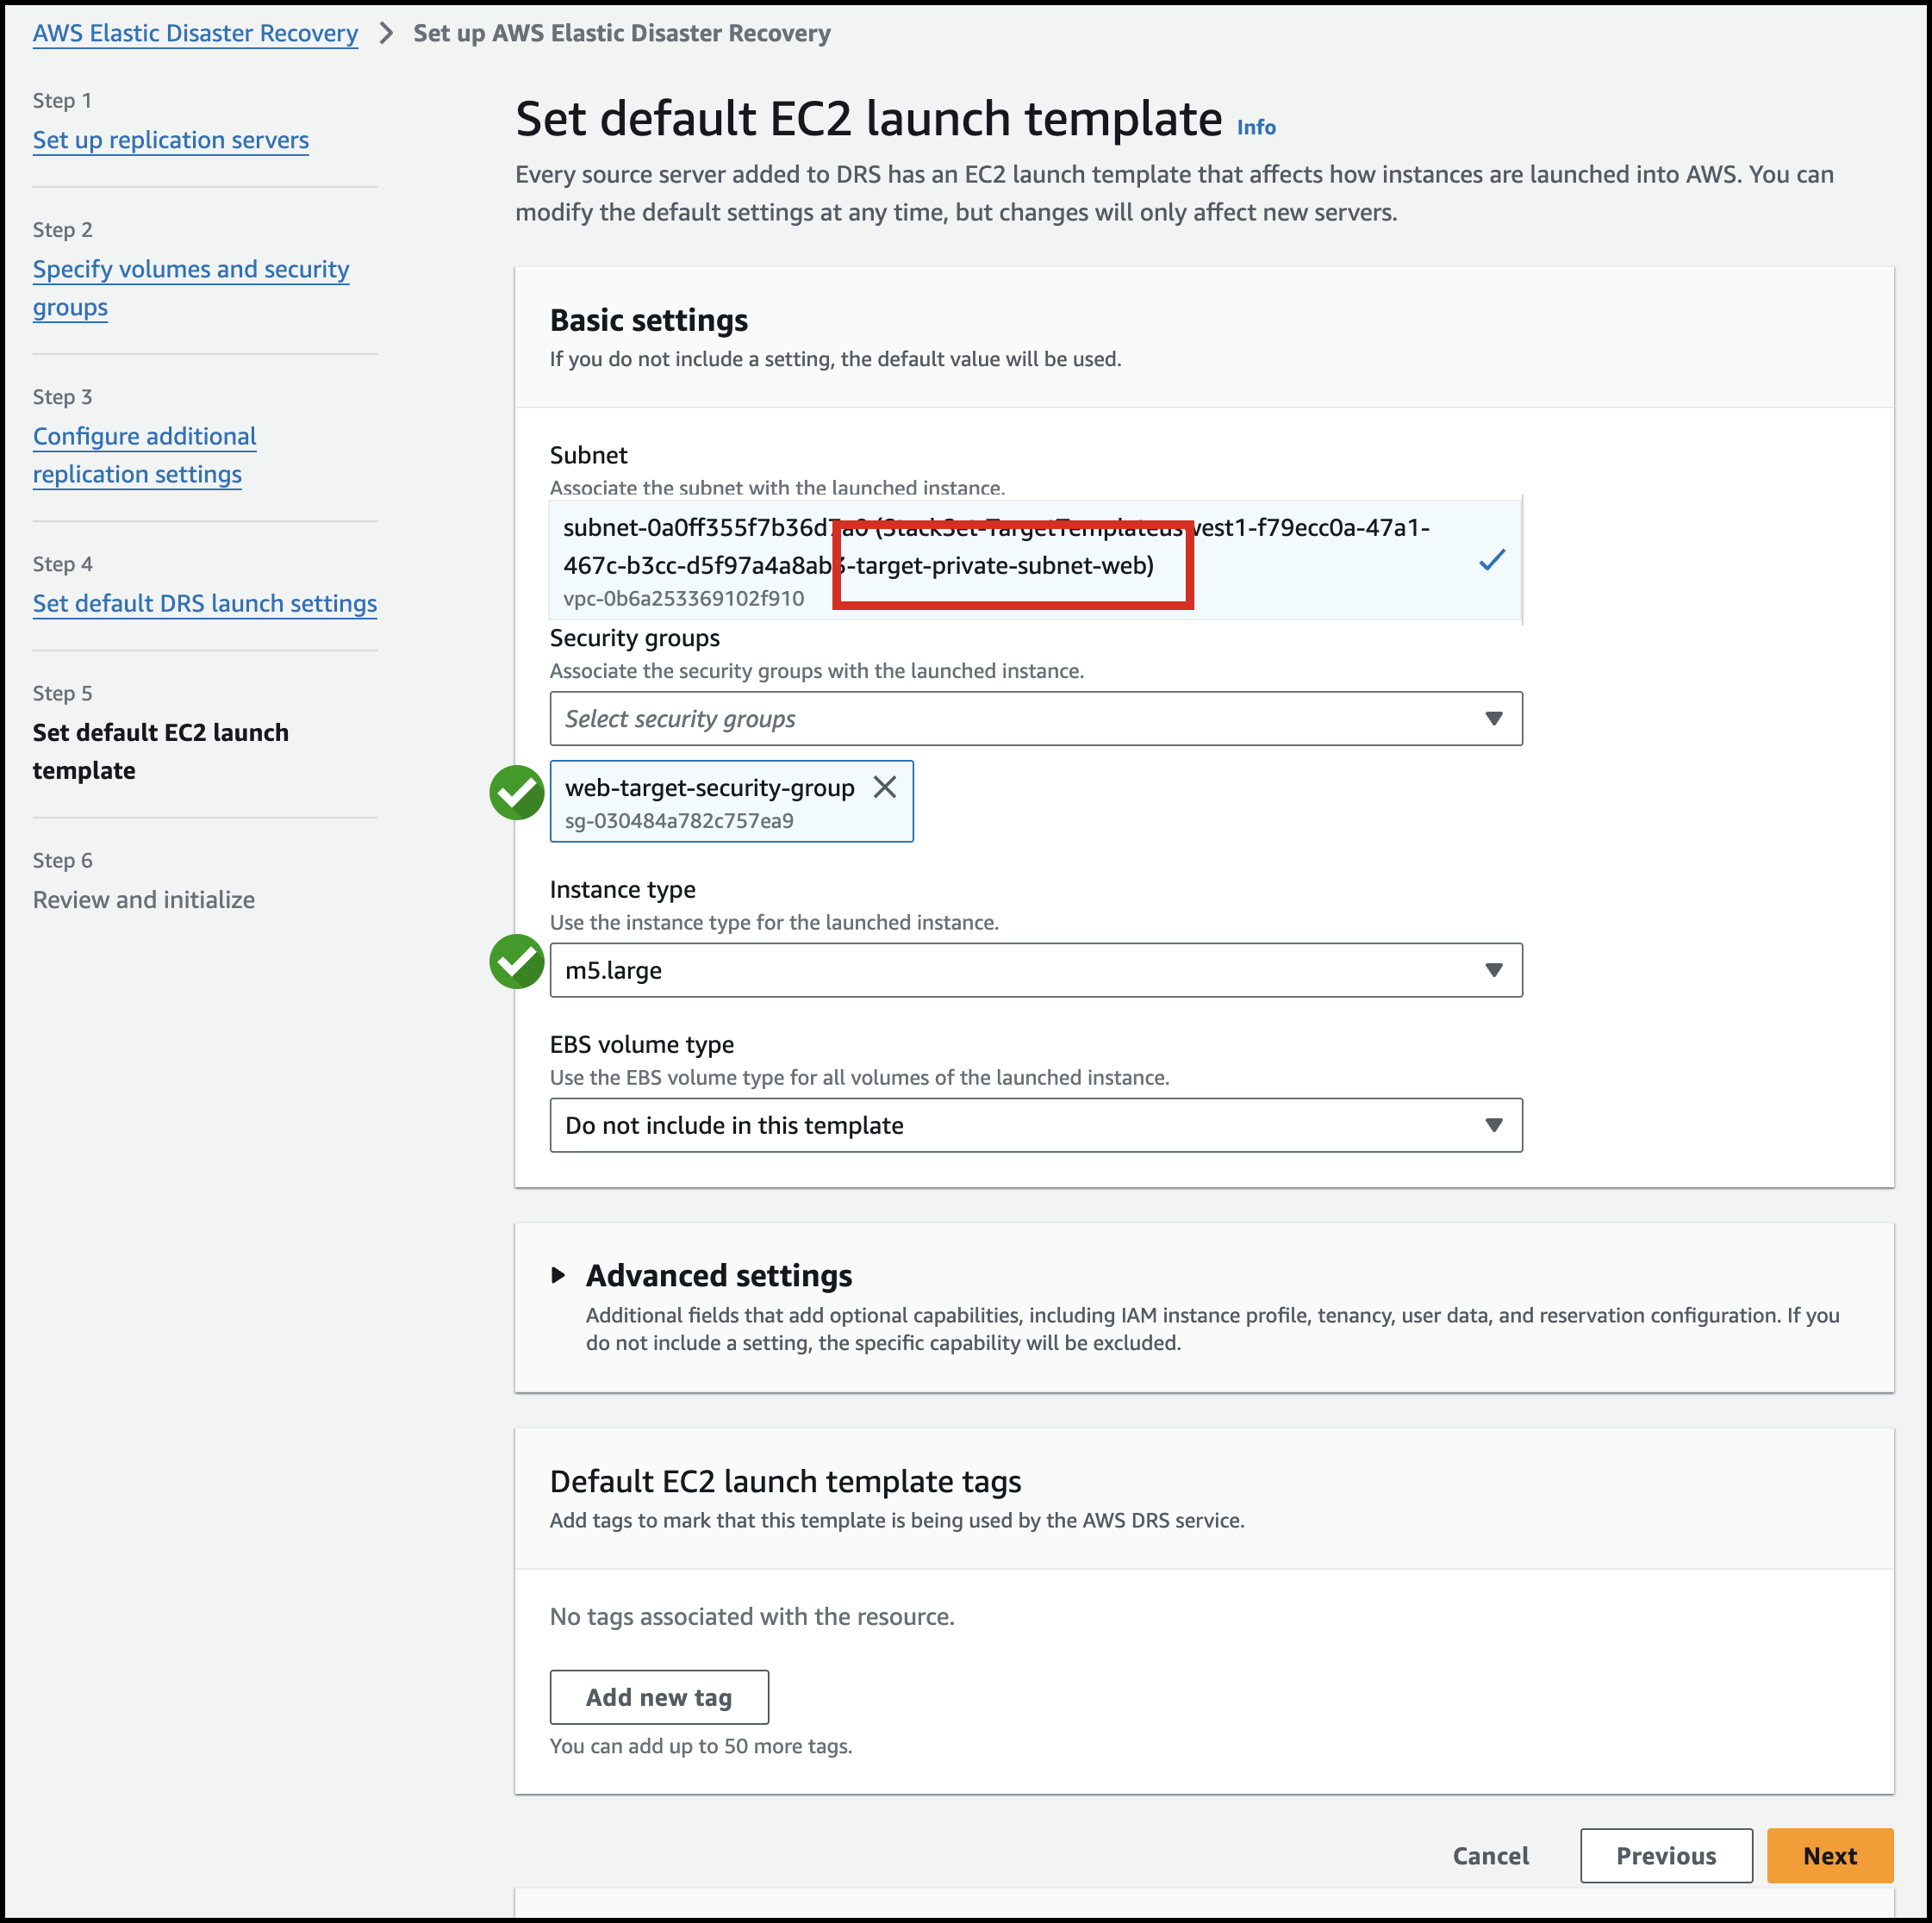 AWS Elastic Disaster Recovery > Set up AWS Elastic Disaster Recovery
Step 1
Set up replication servers
Step 2
Specify volumes and security
groups
Step 3
Configure additional
replication settings
Step 4
Set default DRS launch settings
Step 5
Set default EC2 launch
template
Step 6
Review and initialize
Set default EC2 launch template Info
Every source server added to DRS has an EC2 launch template that affects how instances are launched into AWS. You can
modify the default settings at any time, but changes will only affect new servers.
Basic settings
If you do not include a setting, the default value will be used.
Subnet
Associate the subnet with the launched instance.
subnet-0a0ff355f7b36d7a0 (StackSet-TargetTemplateuswest1-f79ecc0a-47a1-
467c-b3cc-d5f97a4a8ab3-target-private-subnet-web)
vpc-0b6a253369102f910
Security groups
Associate the security groups with the launched instance.
Select security groups
web-target-security-group
sg-030484a782c757ea9
Instance type
Use the instance type for the launched instance.
m5.large
EBS volume type
Use the EBS volume type for all volumes of the launched instance.
Do not include in this template
Advanced settings
Additional fields that add optional capabilities, including IAM instance profile, tenancy, user data, and reservation configuration. If you
do not include a setting, the specific capability will be excluded.
Default EC2 launch template tags
Add tags to mark that this template is being used by the AWS DRS service.
No tags associated with the resource.
Add new tag
You can add up to 50 more tags.
Cancel
Previous
Next